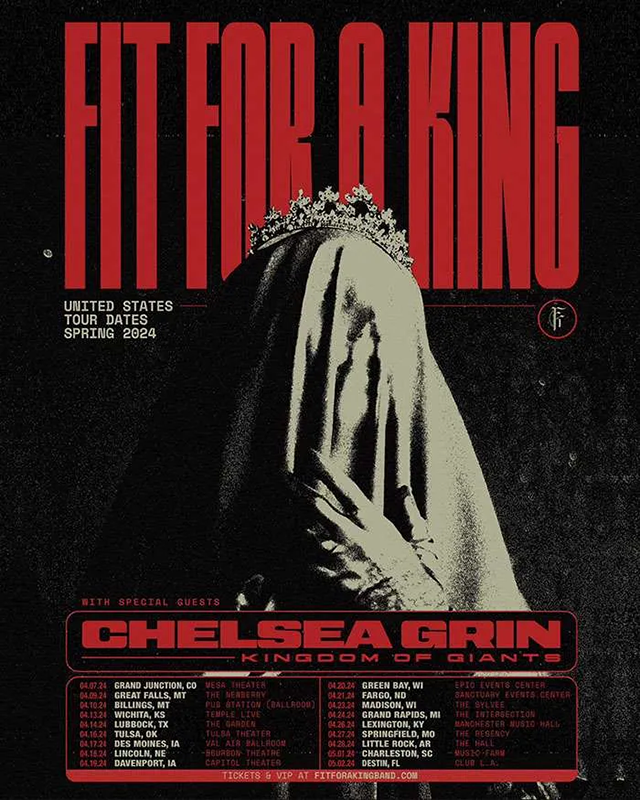 FIT FOR A KING
UNITED STATES
TOUR DATES
SPRING 2024
WITH SPECIAL GUESTS
CHELSEA GRIN
KINGDOM OF GIANTS
04.07.24 GRAND JUNCTION, CO MESA THEATER
04.09.24 GREAT FALLS, MT THE NEWBERRY
04.10.24 BILLINGS, MT PUB STATION (BALLROOM)
04.13.24 WICHITA, KS TEMPLE LIVE
04.14.24 LUBBOCK, TX THE GARDEN
04.16.24 TULSA, OK TULSA THEATER
04.17.24 DES MOINES, IA VAL AIR BALLROOM
04.18.24 LINCOLN, NE BOURBON THEATRE
04.19.24 DAVENPORT, IA CAPITOL THEATER
04.20.24 GREEN BAY, WI EPIC EVENTS CENTER
04.21.24 FARGO, ND SANCTUARY EVENTS CENTER
04.23.24 MADISON, WI THE SYLVEE
04.24.24 GRAND RAPIDS, MI THE INTERSECTION
04.26.24 LEXINGTON, KY MANCHESTER MUSIC HALL
04.27.24 SPRINGFIELD, MO THE REGENCY
04.28.24 LITTLE ROCK, AR THE HALL
05.01.24 CHARLESTON, SC MUSIC FARM
05.02.24 DESTIN, FL CLUB L.A.
TICKETS & VIP AT FITFORAKINGBAND.COM